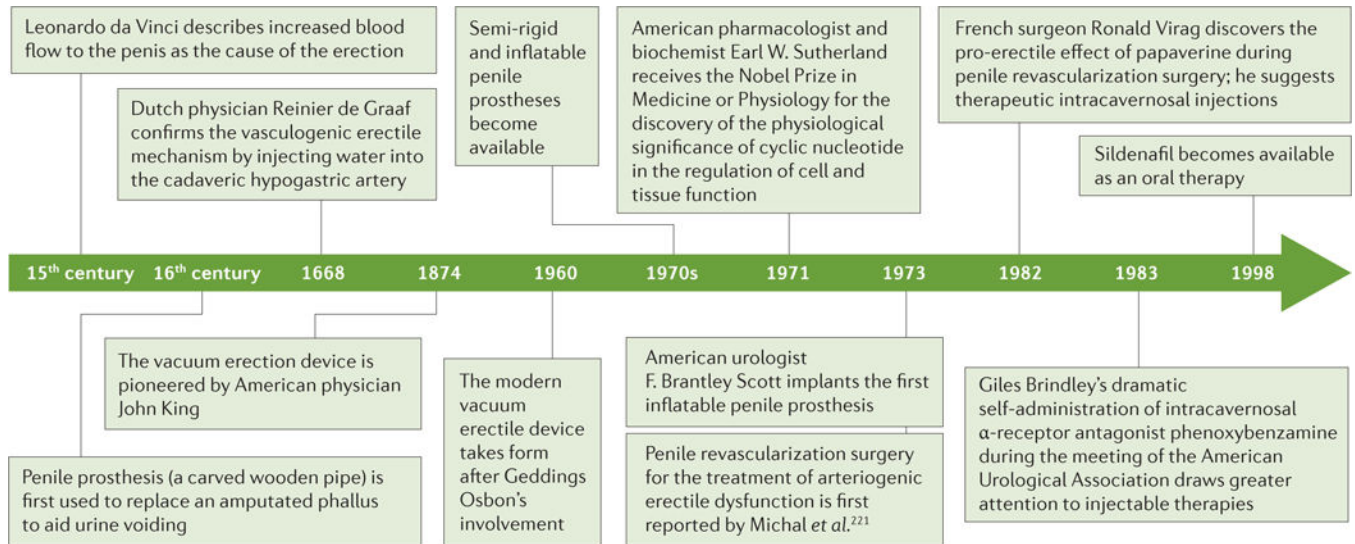 Leonardo da Vinci describes increased blood
flow to the penis as the cause of the erection
Dutch physician Reinier de Graaf
confirms the vasculogenic erectile
mechanism by injecting water into
the cadaveric hypogastric artery
Semi-rigid
and inflatable
penile
prostheses
become
available
American pharmacologist and
biochemist Earl W. Sutherland
receives the Nobel Prize in
Medicine or Physiology for the
discovery of the physiological
significance of cyclic nucleotide
in the regulation of cell and
tissue function
French surgeon Ronald Virag discovers the
pro-erectile effect of papaverine during
penile revascularization surgery; he suggests
therapeutic intracavernosal injections
Sildenafil becomes available
as an oral therapy
15th century 16th century 1668 1874 1960 1970s 1971 1973 1982 1983 1998
The vacuum erection device is
pioneered by American physician
John King
Penile prosthesis (a carved wooden pipe) is
first used to replace an amputated phallus
to aid urine voiding
The modern
vacuum
erectile device
takes form
after Geddings
Osbon's
involvement
American urologist
F. Brantley Scott implants the first
inflatable penile prosthesis
Penile revascularization surgery
for the treatment of arteriogenic
erectile dysfunction is first
reported by Michal et al.221
Giles Brindley's dramatic
self-administration of intracavernosal
α-receptor antagonist phenoxybenzamine
during the meeting of the American
Urological Association draws greater
attention to injectable therapies